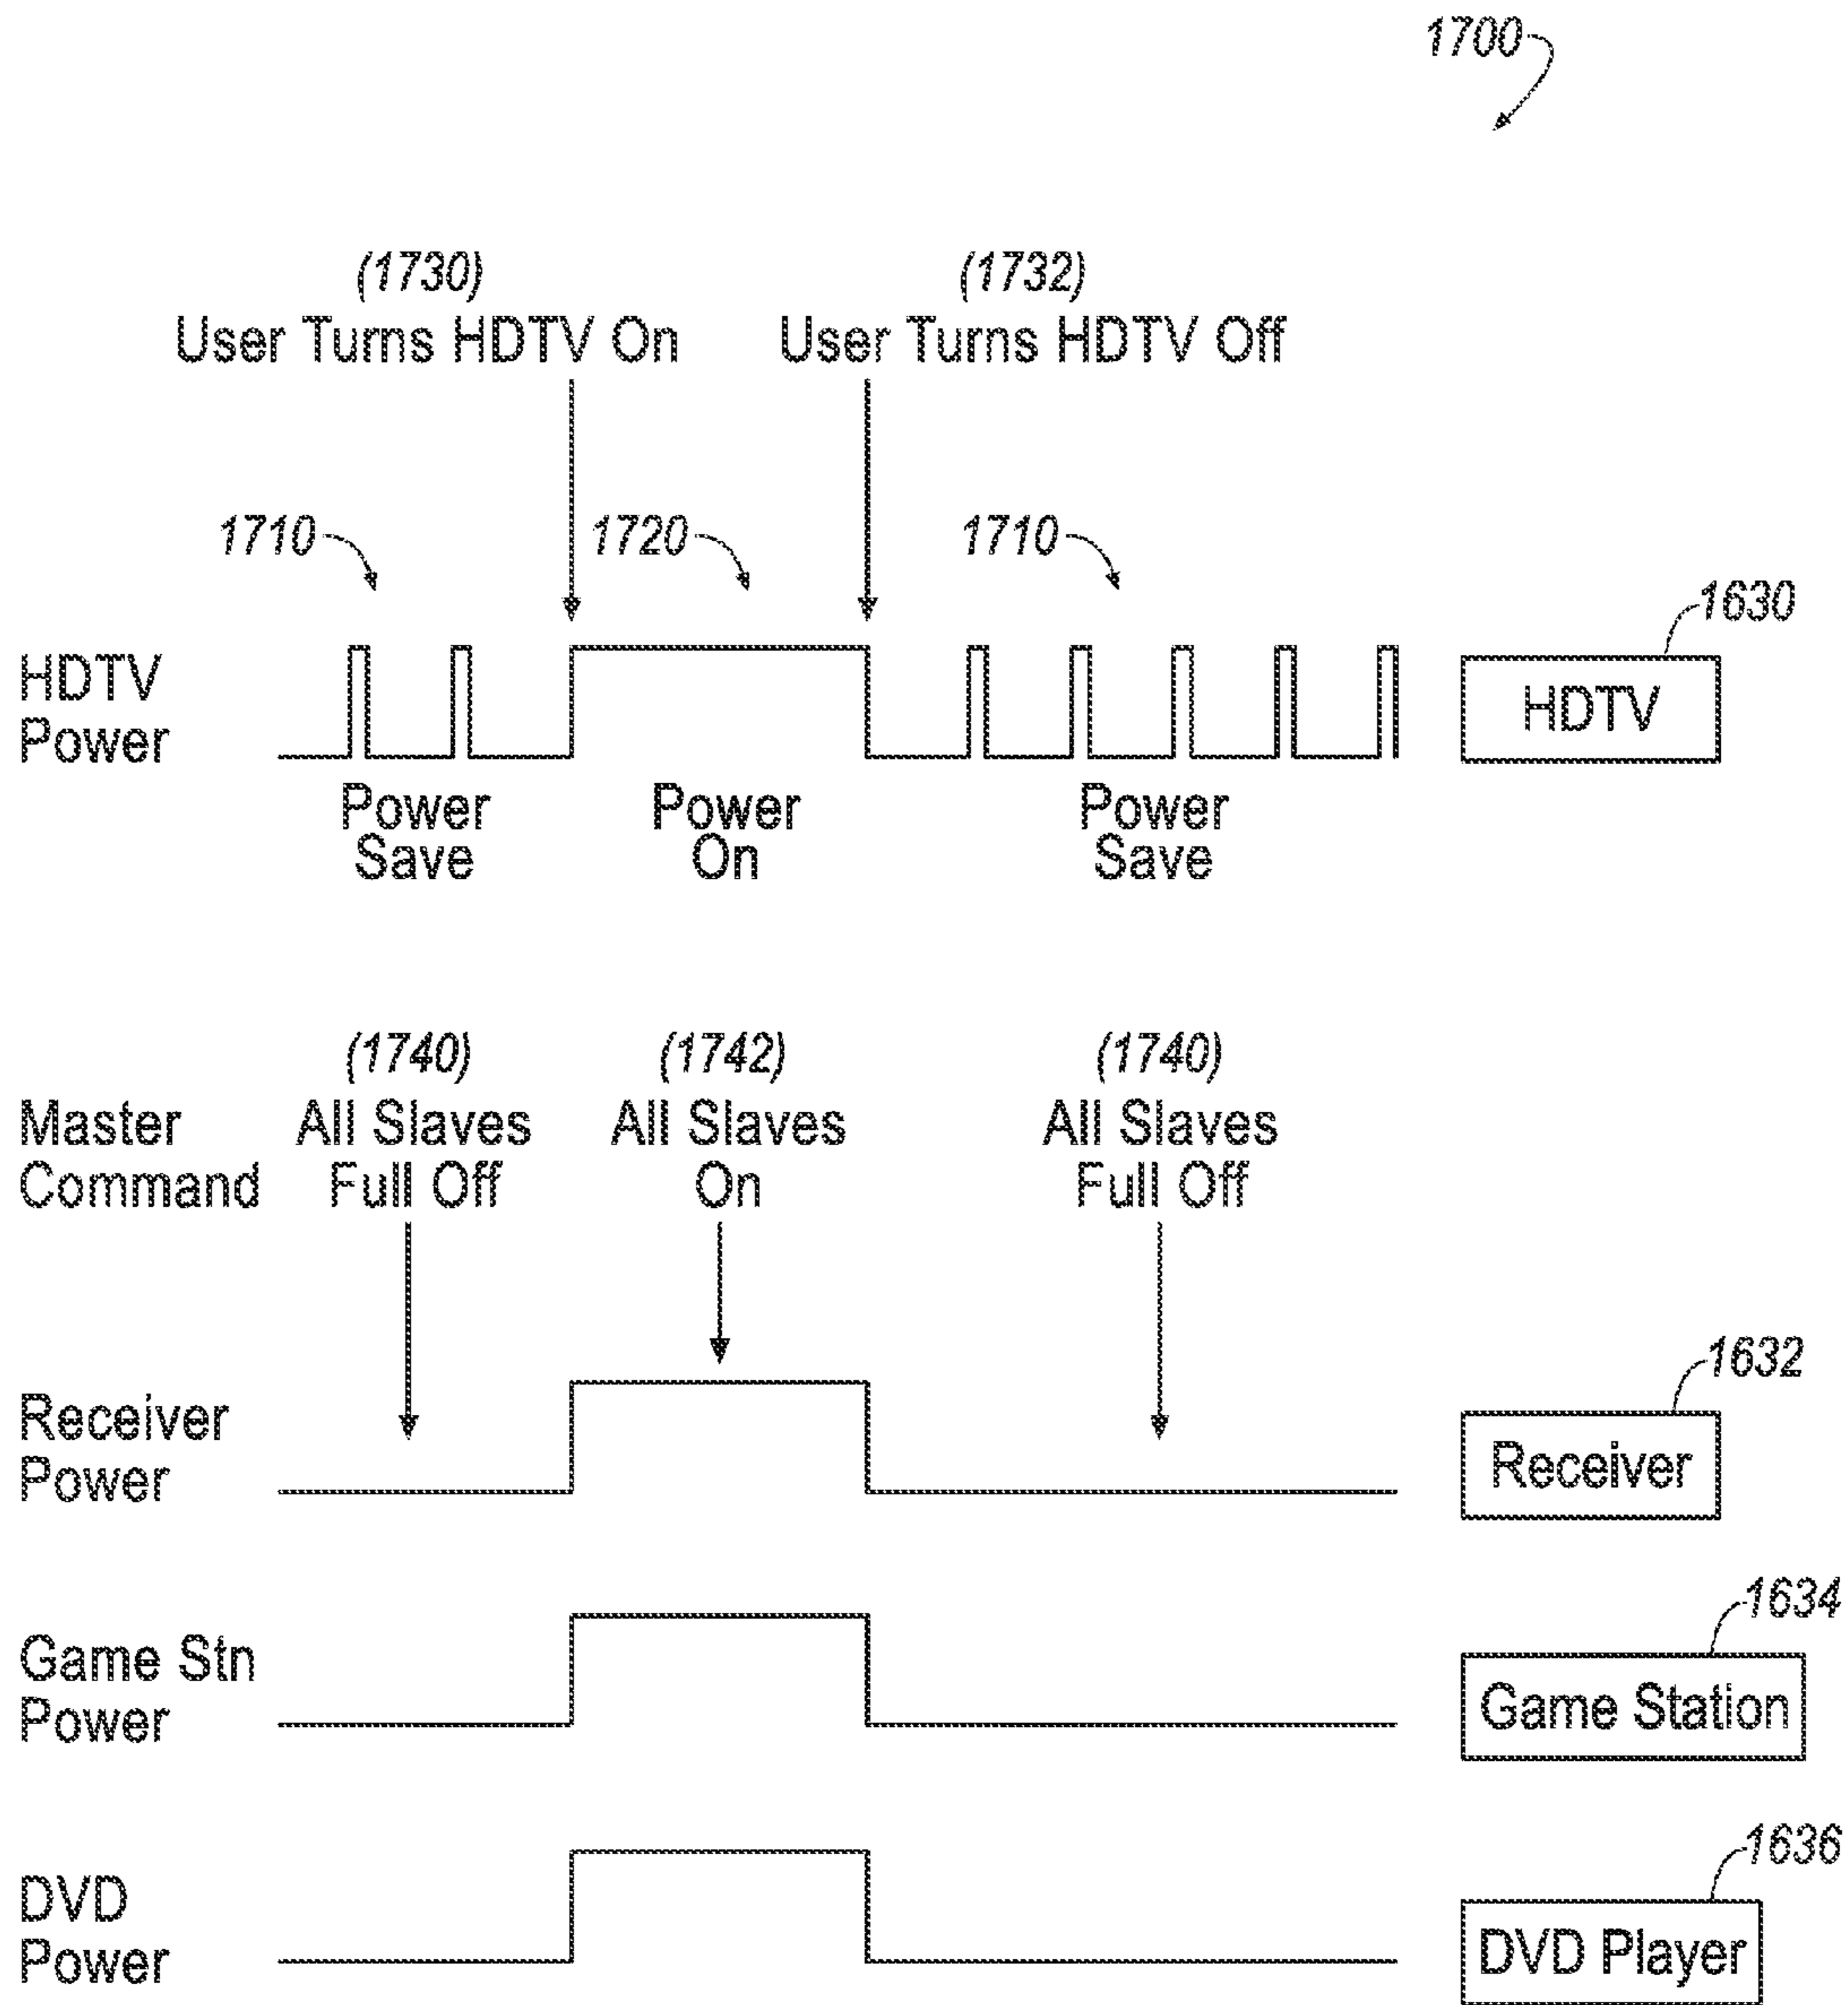 1700
(1730)
User Turns HDTV On
(1732)
User Turns HDTV Off
1710
1720
1710
1630
HDTV
Power
HDTV
Power
Save
Power
On
Power
Save
Master
Command
(1740)
All Slaves
Full Off
(1742)
All Slaves
On
(1740)
All Slaves
Full Off
1632
Receiver
Power
Receiver
1634
Game Stn
Power
Game Station
1636
DVD
Power
DVD Player